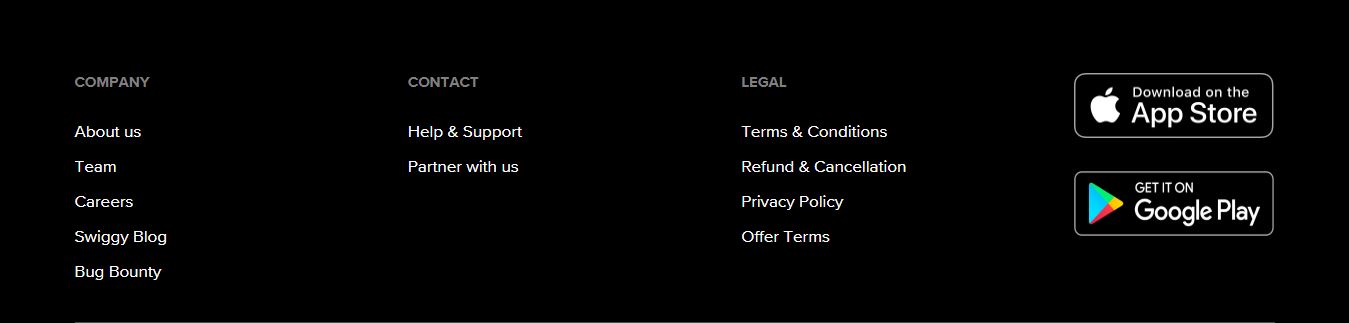 COMPANY
About us
Team
Careers
Swiggy Blog
Bug Bounty
CONTACT
Help & Support
Partner with us
LEGAL
Terms & Conditions
Refund & Cancellation
Privacy Policy
Offer Terms
Download on the
App Store
GET IT ON
Google Play